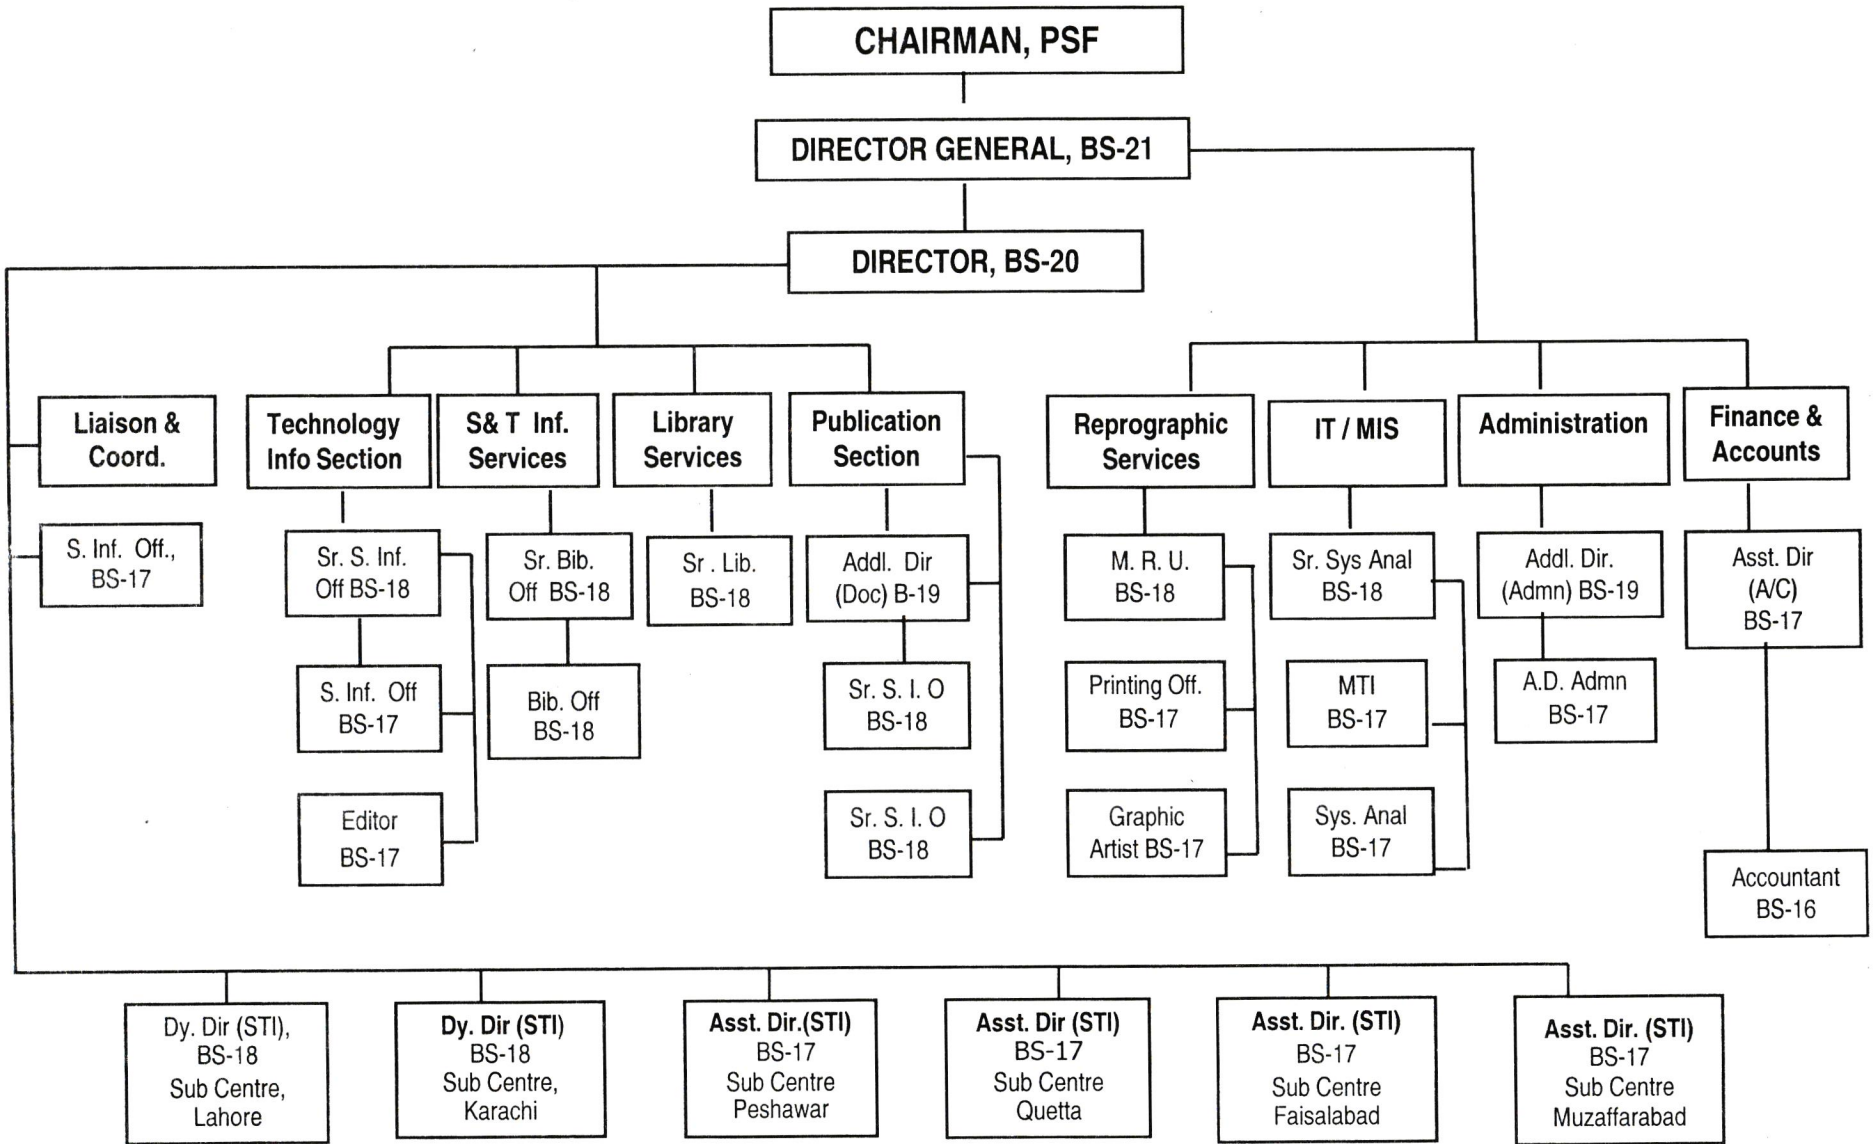 CHAIRMAN, PSF
DIRECTOR GENERAL, BS-21
DIRECTOR, BS-20
Liaison &
Coord.
S. Inf. Off.,
BS-17
Technology
Info Section
Sr. S. Inf.
Off BS-18
S. Inf. Off
BS-17
Editor
BS-17
S& T Inf.
Services
Sr. Bib.
Off BS-18
Bib. Off
BS-18
Library
Services
Sr . Lib.
BS-18
Publication
Section
Addl. Dir
(Doc) B-19
Sr. S. I. O
BS-18
Sr. S. I. O
BS-18
Reprographic
Services
M. R. U.
BS-18
Printing Off.
BS-17
Graphic
Artist BS-17
IT / MIS
Sr. Sys Anal
BS-18
MTI
BS-17
Sys. Anal
BS-17
Administration
Addl. Dir.
(Admn) BS-19
A.D. Admn
BS-17
Finance &
Accounts
Asst. Dir
(A/C)
BS-17
Accountant
BS-16
Dy. Dir (STI),
BS-18
Sub Centre,
Lahore
Dy. Dir (STI)
BS-18
Sub Centre,
Karachi
Asst. Dir.(STI)
BS-17
Sub Centre
Peshawar
Asst. Dir (STI)
BS-17
Sub Centre
Quetta
Asst. Dir. (STI)
BS-17
Sub Centre
Faisalabad
Asst. Dir. (STI)
BS-17
Sub Centre
Muzaffarabad